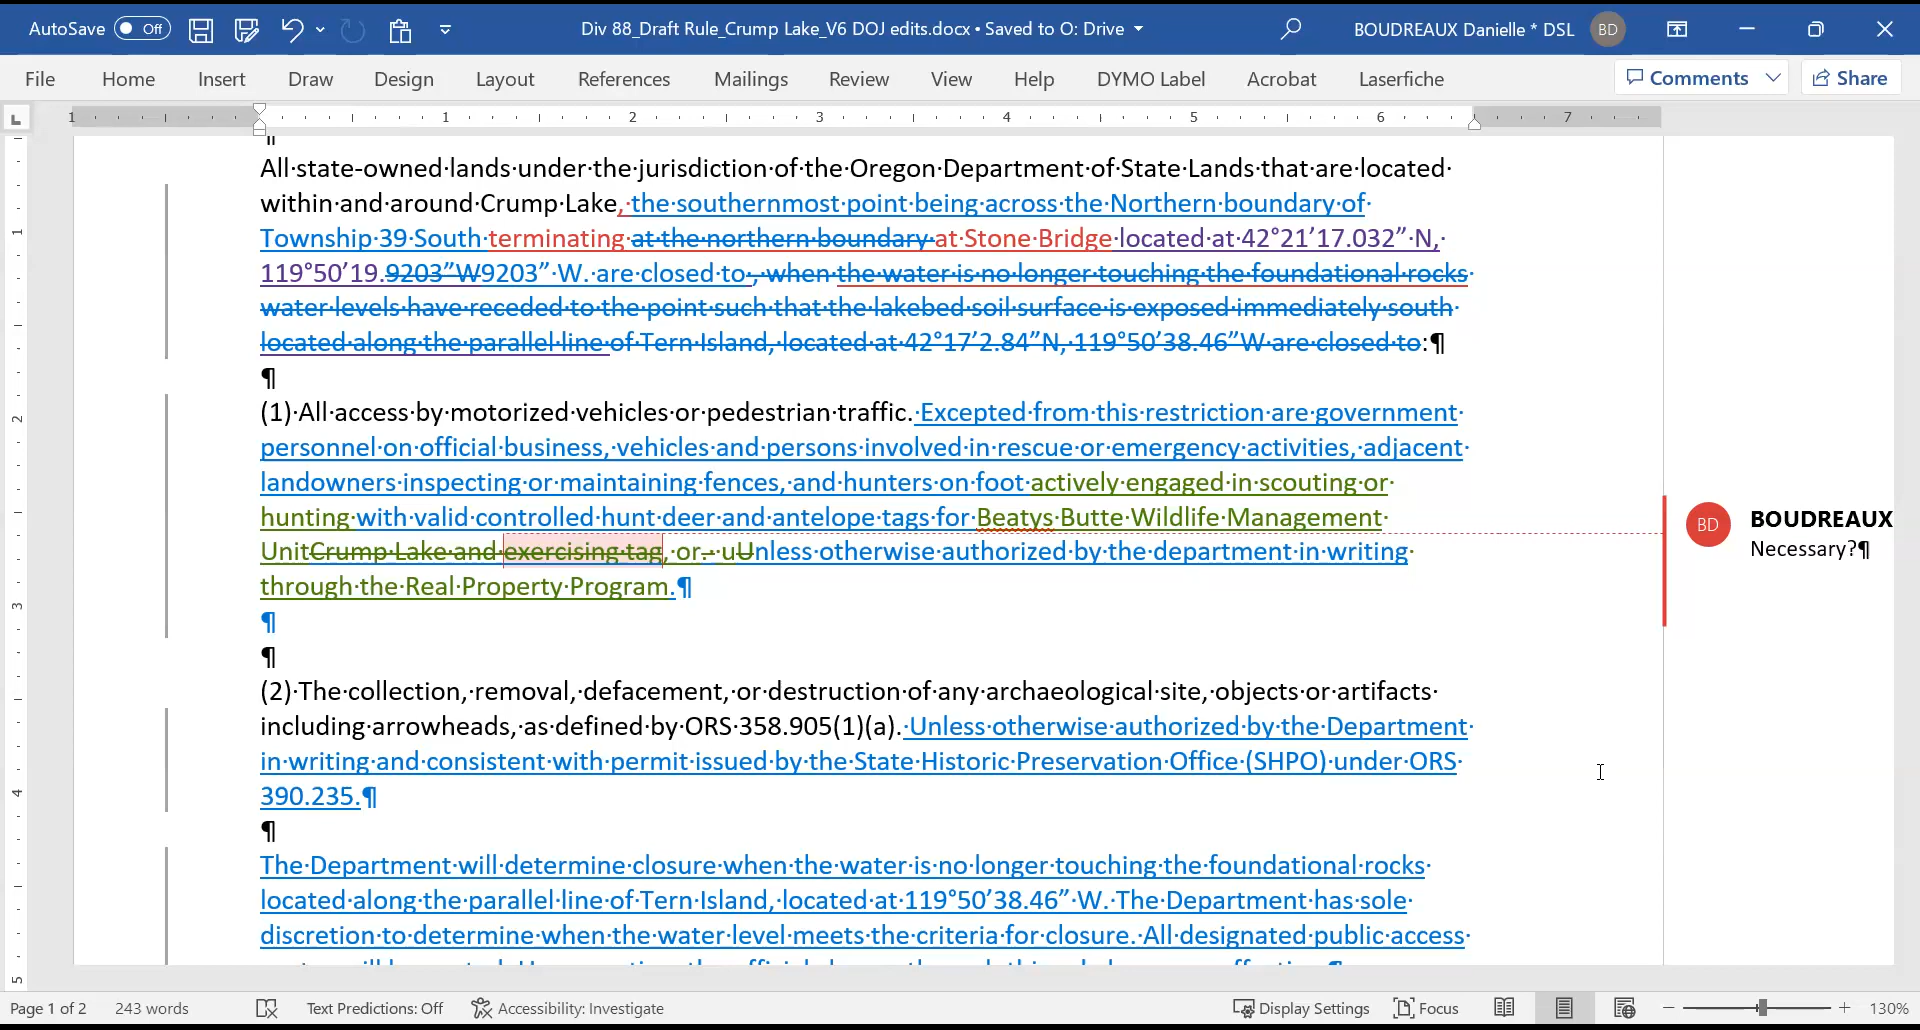 AutoSave Off Div 88_Draft Rule_Crump Lake_V6 DOJ edits.docx • Saved to O: Drive BOUDREAUX Danielle * DSL BD
File Home Insert Draw Design Layout References Mailings Review View Help DYMO Label Acrobat Laserfiche Comments Share
1 1 2 3 4 5 6 7
All·state-owned·lands·under·the·jurisdiction·of·the·Oregon·Department·of·State·Lands·that·are·located·
within·and·around·Crump·Lake,·the·southernmost·point·being·across·the·Northern·boundary·of·
Township·39·South·terminating·at·the·northern·boundary·at·Stone·Bridge·located·at·42°21’17.032”·N,·
119°50’19.9203”W9203”·W.·are·closed·to·,·when·the·water·is·no·longer·touching·the·foundational·rocks·
water·levels·have·receded·to·the·point·such·that·the·lakebed·soil·surface·is·exposed·immediately·south·
located·along·the·parallel·line·of·Tern·Island,·located·at·42°17’2.84”N,·119°50’38.46”W·are·closed·to:¶
¶
(1)·All·access·by·motorized·vehicles·or·pedestrian·traffic.·Excepted·from·this·restriction·are·government·
personnel·on·official·business,·vehicles·and·persons·involved·in·rescue·or·emergency·activities,·adjacent·
landowners·inspecting·or·maintaining·fences,·and·hunters·on·foot·actively·engaged·in·scouting·or·
hunting·with·valid·controlled·hunt·deer·and·antelope·tags·for·Beatys·Butte·Wildlife·Management·
UnitCrump·Lake·and·exercising·tag,·or.·uUnless·otherwise·authorized·by·the·department·in·writing·
through·the·Real·Property·Program.¶
¶
¶
(2)·The·collection,·removal,·defacement,·or·destruction·of·any·archaeological·site,·objects·or·artifacts·
including·arrowheads,·as·defined·by·ORS·358.905(1)(a).·Unless·otherwise·authorized·by·the·Department·
in·writing·and·consistent·with·permit·issued·by·the·State·Historic·Preservation·Office·(SHPO)·under·ORS·
390.235.¶
¶
The·Department·will·determine·closure·when·the·water·is·no·longer·touching·the·foundational·rocks·
located·along·the·parallel·line·of·Tern·Island,·located·at·119°50’38.46”·W.·The·Department·has·sole·
discretion·to·determine·when·the·water·level·meets·the·criteria·for·closure.·All·designated·public·access·
BD BOUDREAUX
Necessary?¶
1
2
3
4
5
Page 1 of 2 243 words Text Predictions: Off Accessibility: Investigate Display Settings Focus 130%